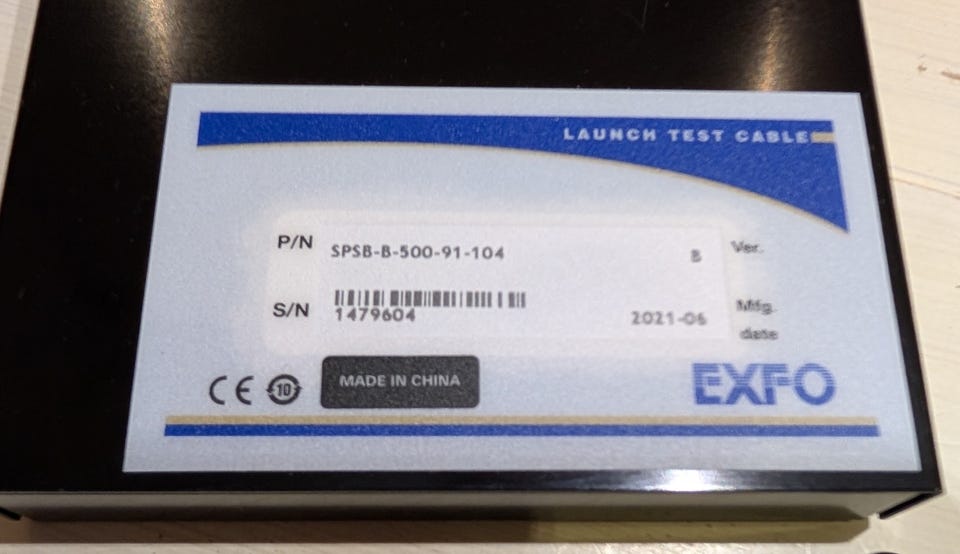 LAUNCH TEST CABLE
P/N SPSB-B-500-91-104 B Ver.
S/N 1479604 2021-06 Mfg. date
CE 10 MADE IN CHINA EXFO